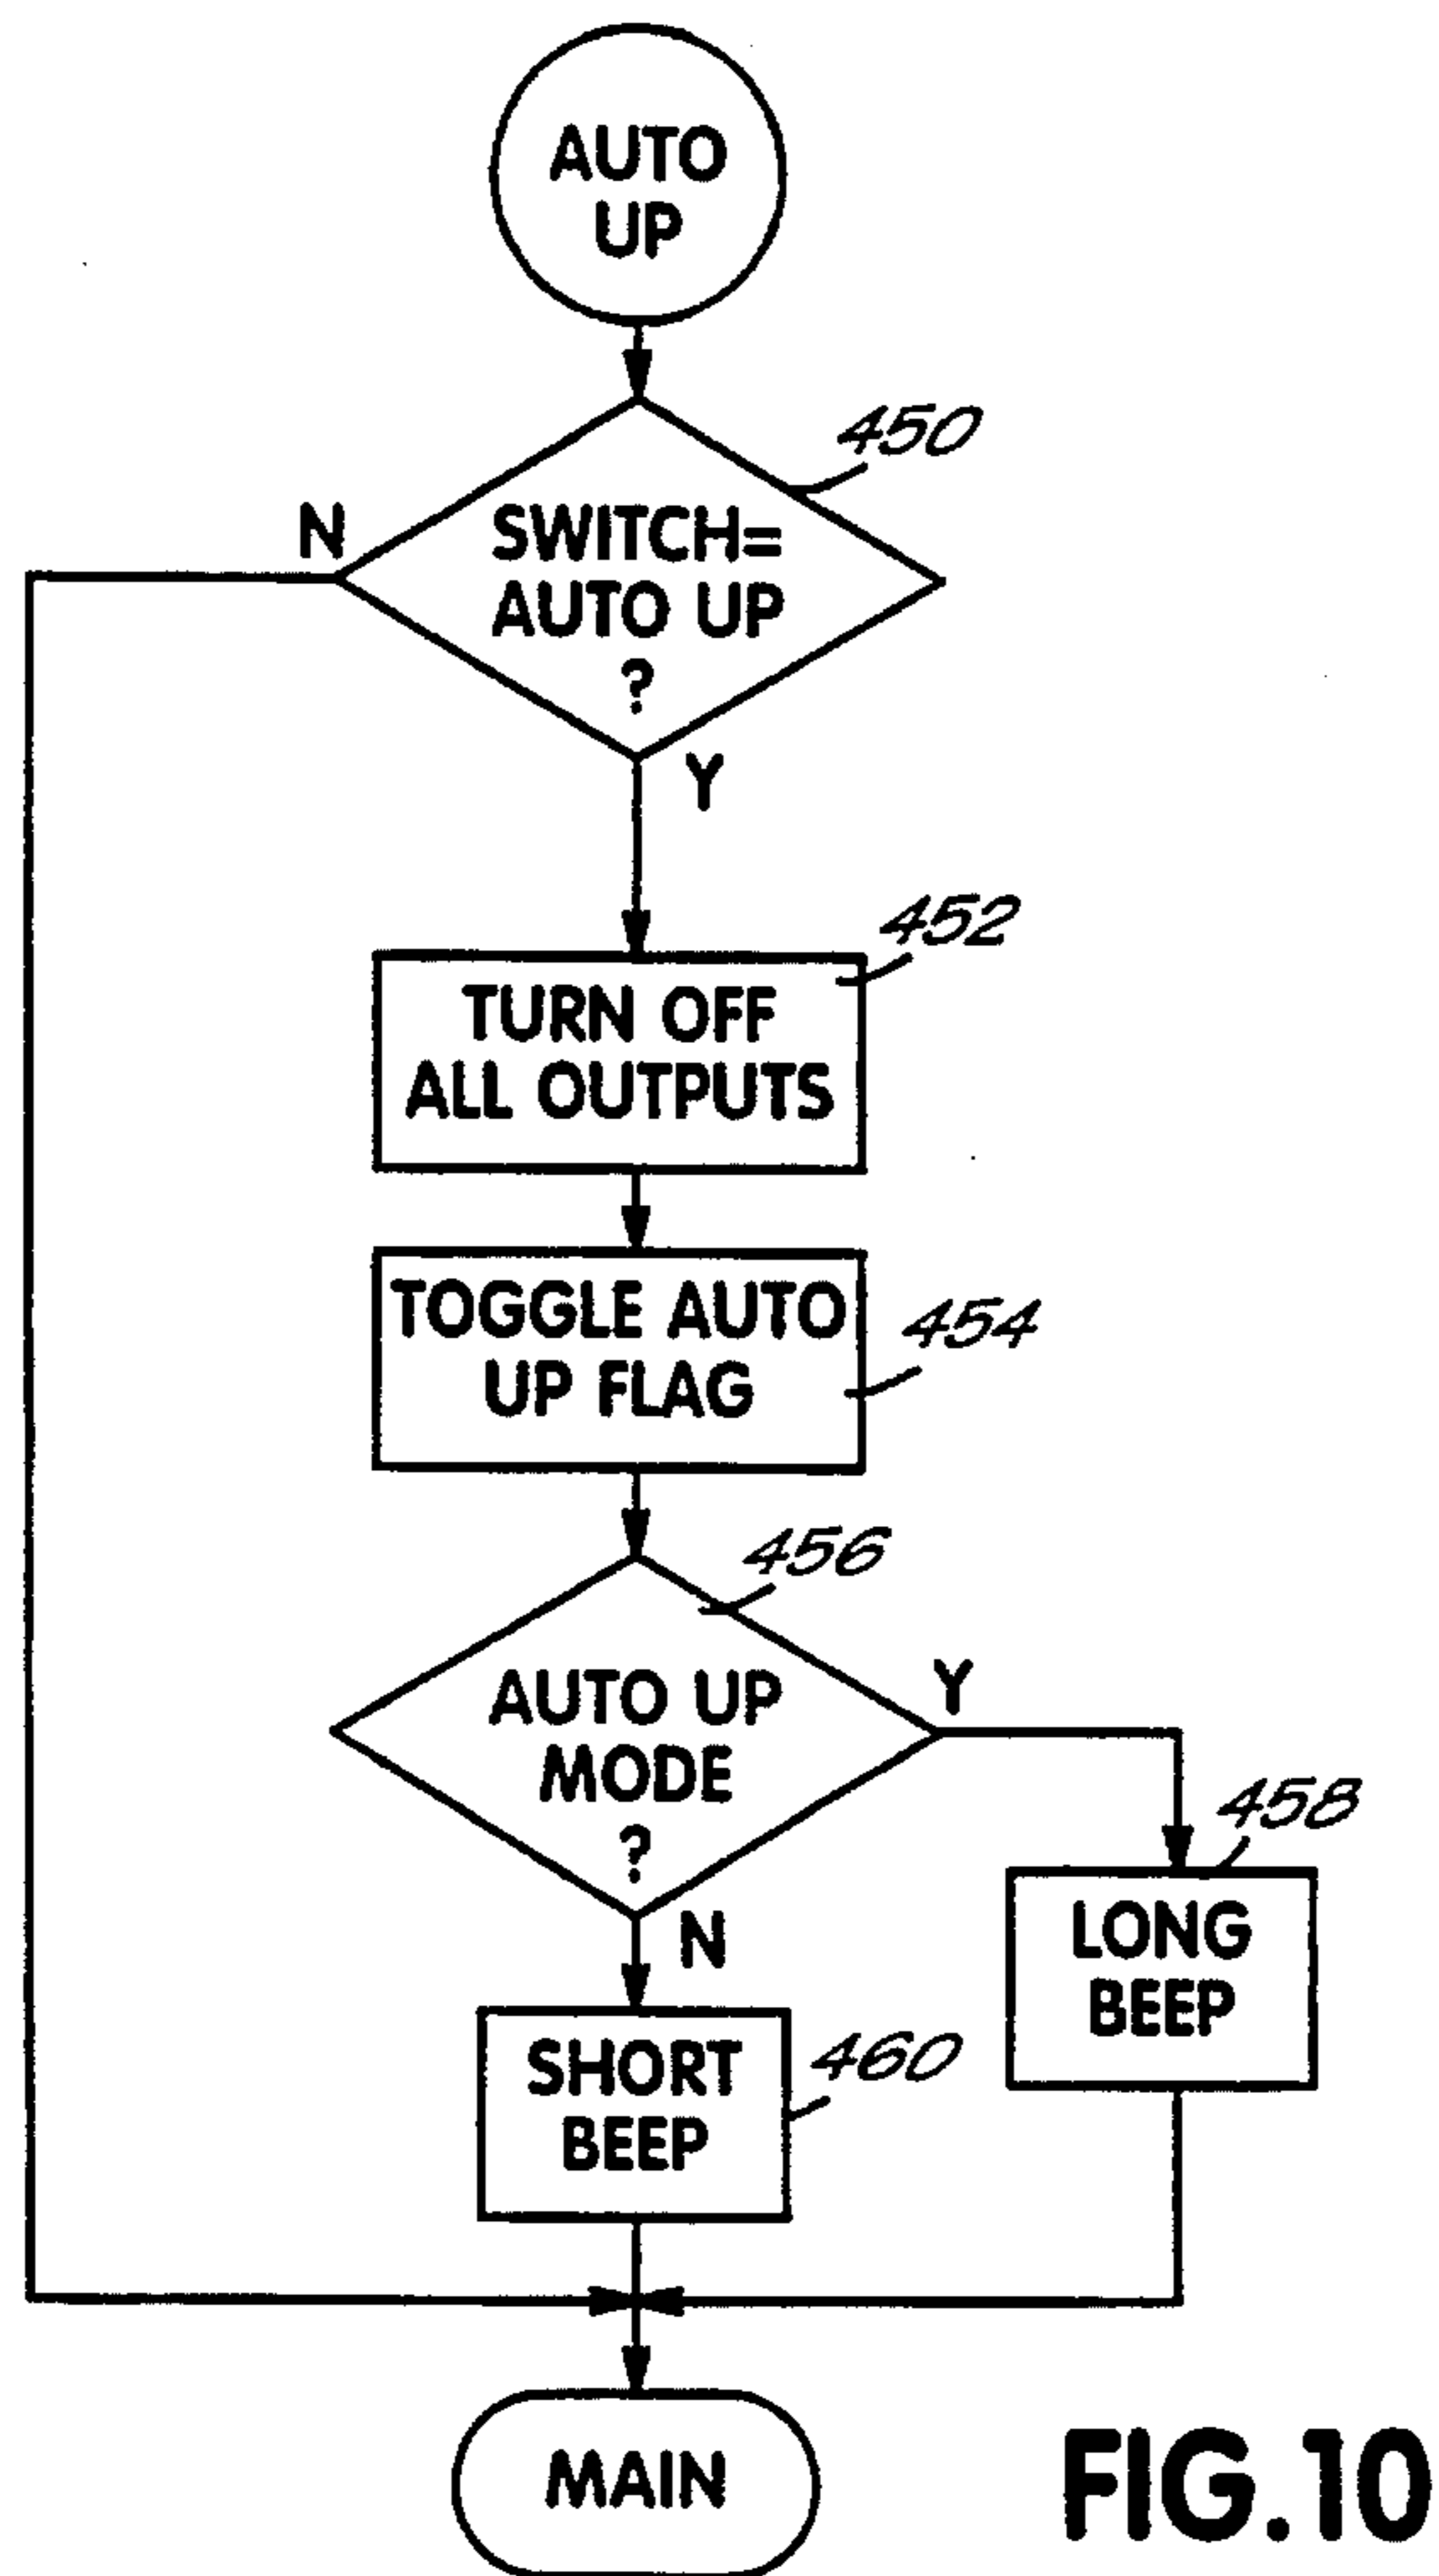 AUTO
UP
450
N
SWITCH=
AUTO UP
?
Y
452
TURN OFF
ALL OUTPUTS
TOGGLE AUTO
UP FLAG
454
456
AUTO UP
MODE
?
Y
N
458
LONG
BEEP
SHORT
BEEP
460
MAIN
FIG.10